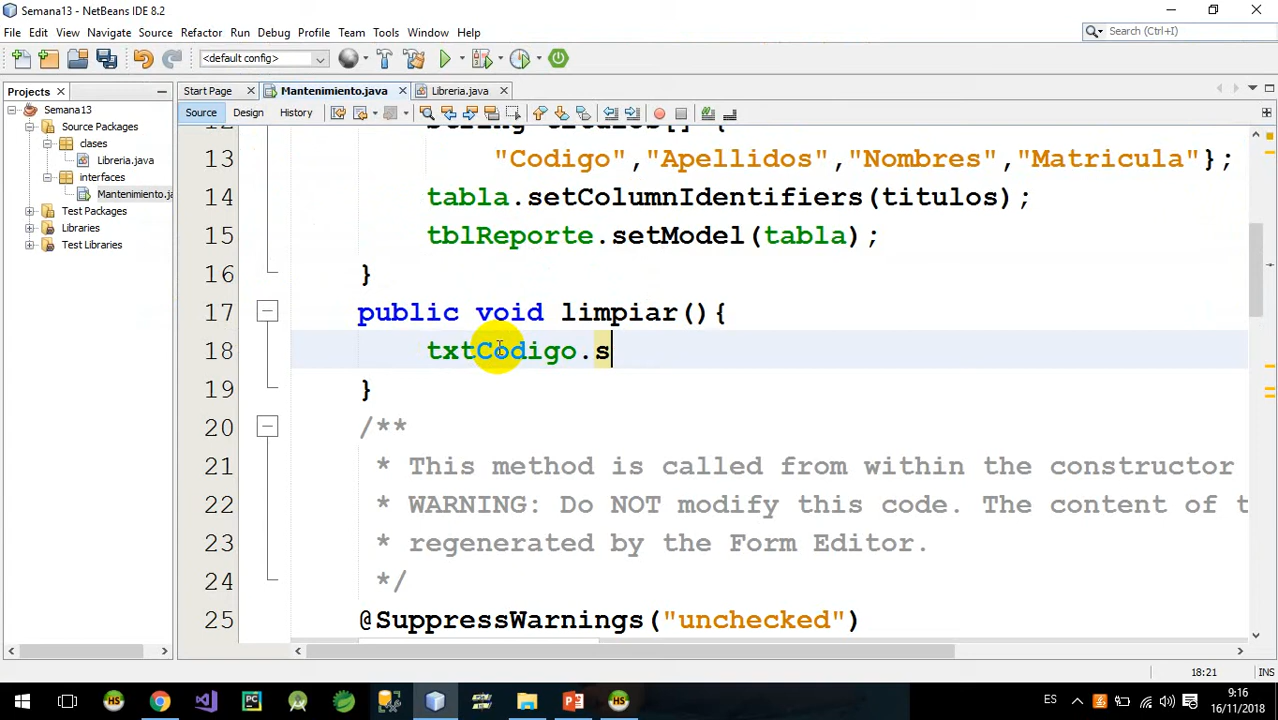 Semana13 - NetBeans IDE 8.2
File Edit View Navigate Source Refactor Run Debug Profile Team Tools Window Help
Search (Ctrl+I)
<default config>
Projects
Start Page Mantenimiento.java Libreria.java
Semana13
Source Packages
clases
Libreria.java
interfaces
Mantenimiento.ja
Test Packages
Libraries
Test Libraries
Source Design History
12 String titulos[] {
13 "Codigo","Apellidos","Nombres","Matricula"};
14 tabla.setColumnIdentifiers(titulos);
15 tblReporte.setModel(tabla);
16 }
17 public void limpiar(){
18 txtCodigo.s
19 }
20 /**
21 * This method is called from within the constructor
22 * WARNING: Do NOT modify this code. The content of t
23 * regenerated by the Form Editor.
24 */
25 @SuppressWarnings("unchecked")
18:21 INS
ES 9:16
16/11/2018